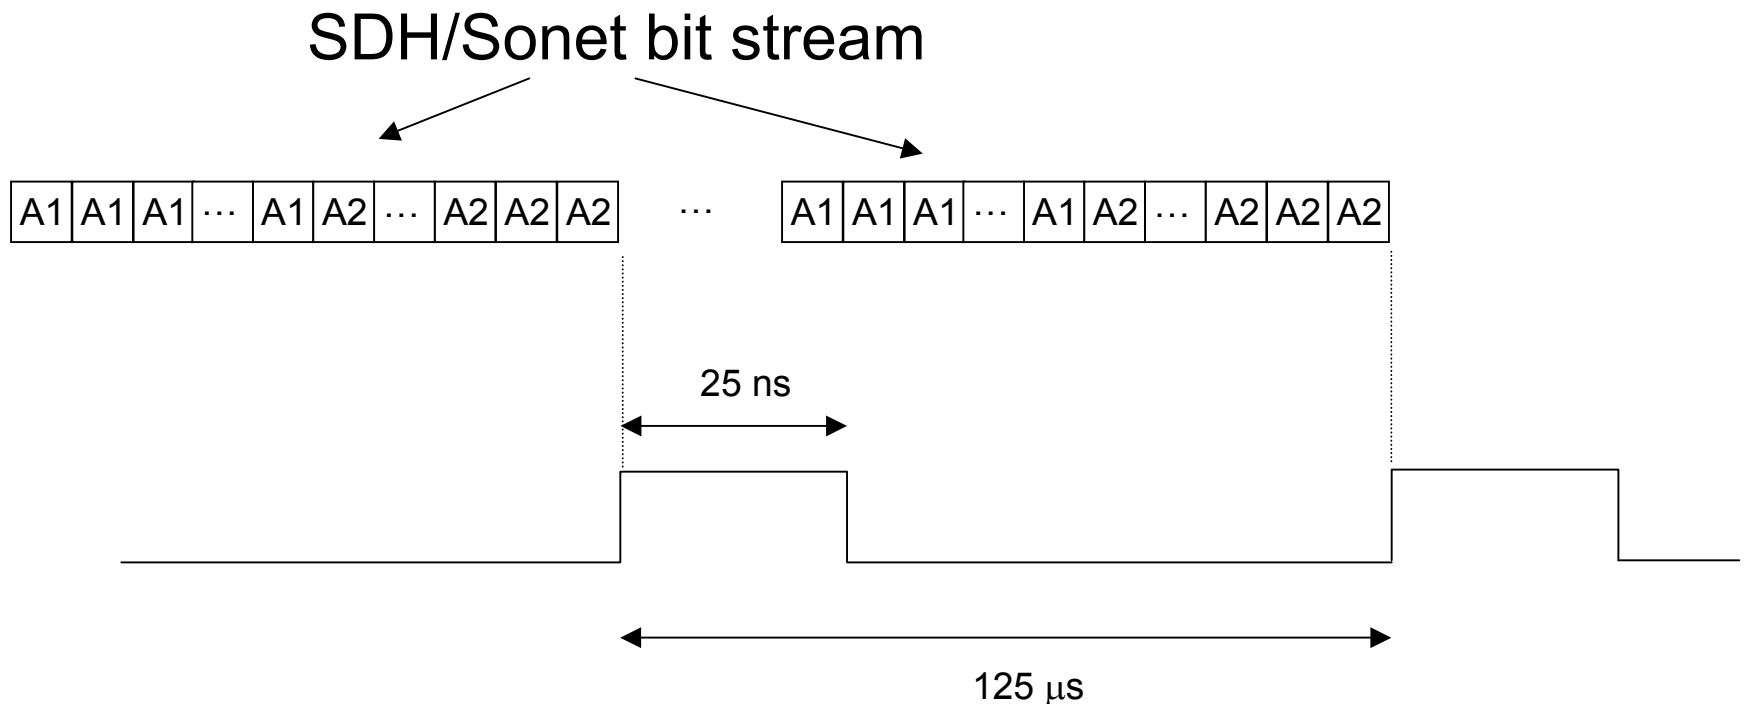 SDH/Sonet bit stream
A1 A1 A1 ... A1 A2 ... A2 A2 A2 ... A1 A1 A1 ... A1 A2 ... A2 A2 A2
25 ns
125 μs